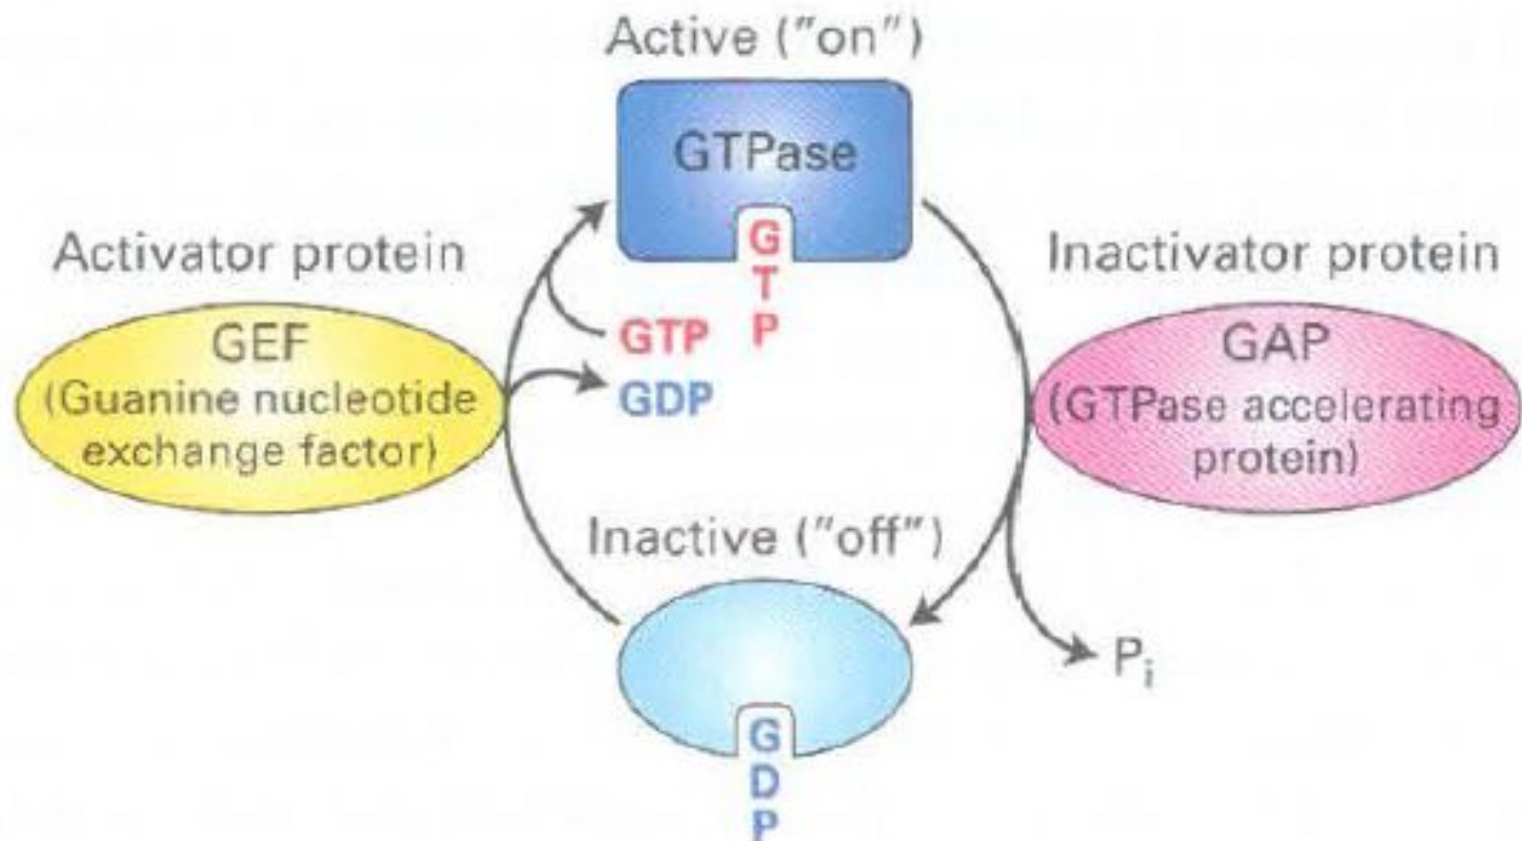 Active ("on")
GTPase
G
T
P
Activator protein
GEF
(Guanine nucleotide
exchange factor)
GTP
GDP
Inactivator protein
GAP
(GTPase accelerating
protein)
Inactive ("off")
G
D
P
Pi